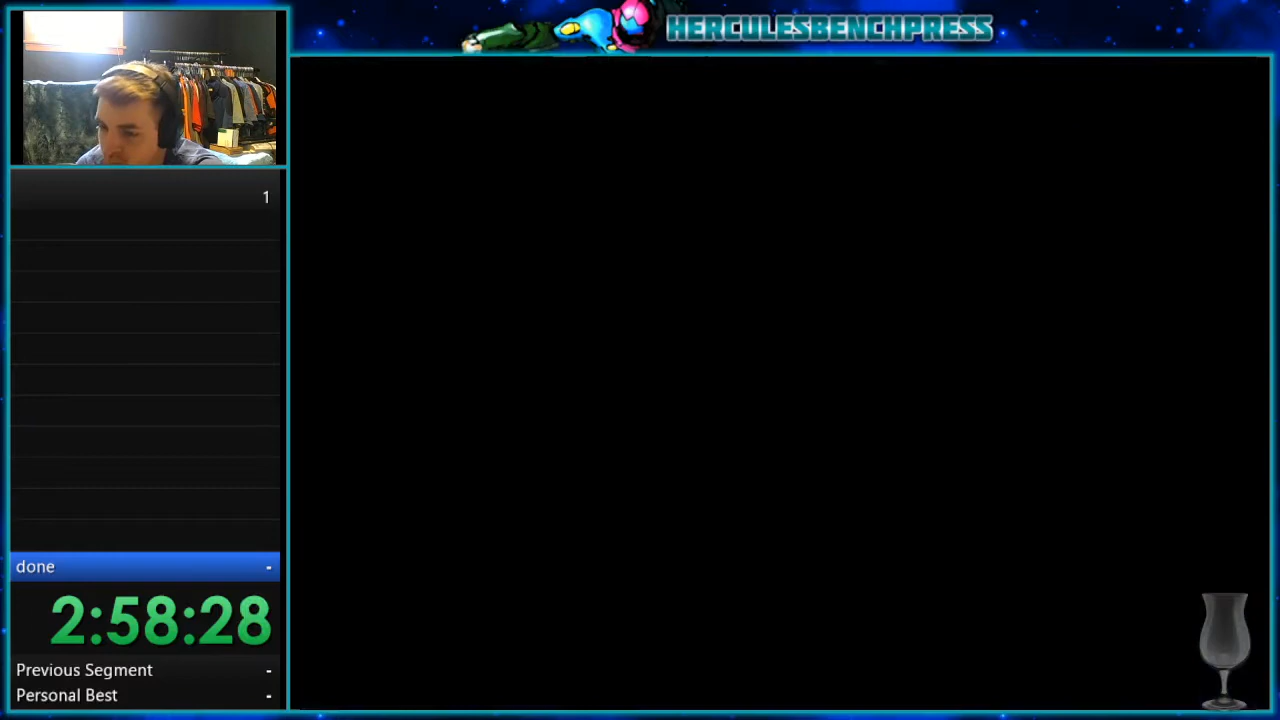 HERCULESBENCHPRESS
1
done -
2:58:28
Previous Segment -
Personal Best -